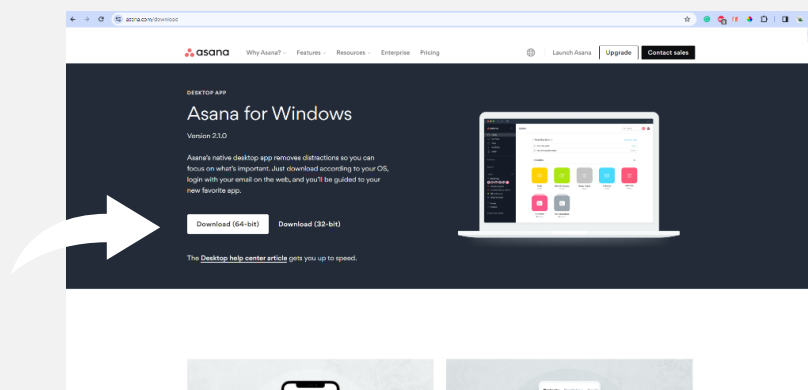 asana.com/download
asana
Why Asana? Features Resources Enterprise Pricing Launch Asana Upgrade Contact sales
DESKTOP APP
Asana for Windows
Version 2.1.0
Asana's native desktop app removes distractions so you can
focus on what's important. Just download according to your OS,
login with your email on the web, and you'll be guided to your
new favorite app.
Download (64-bit) Download (32-bit)
The Desktop help center article gets you up to speed.